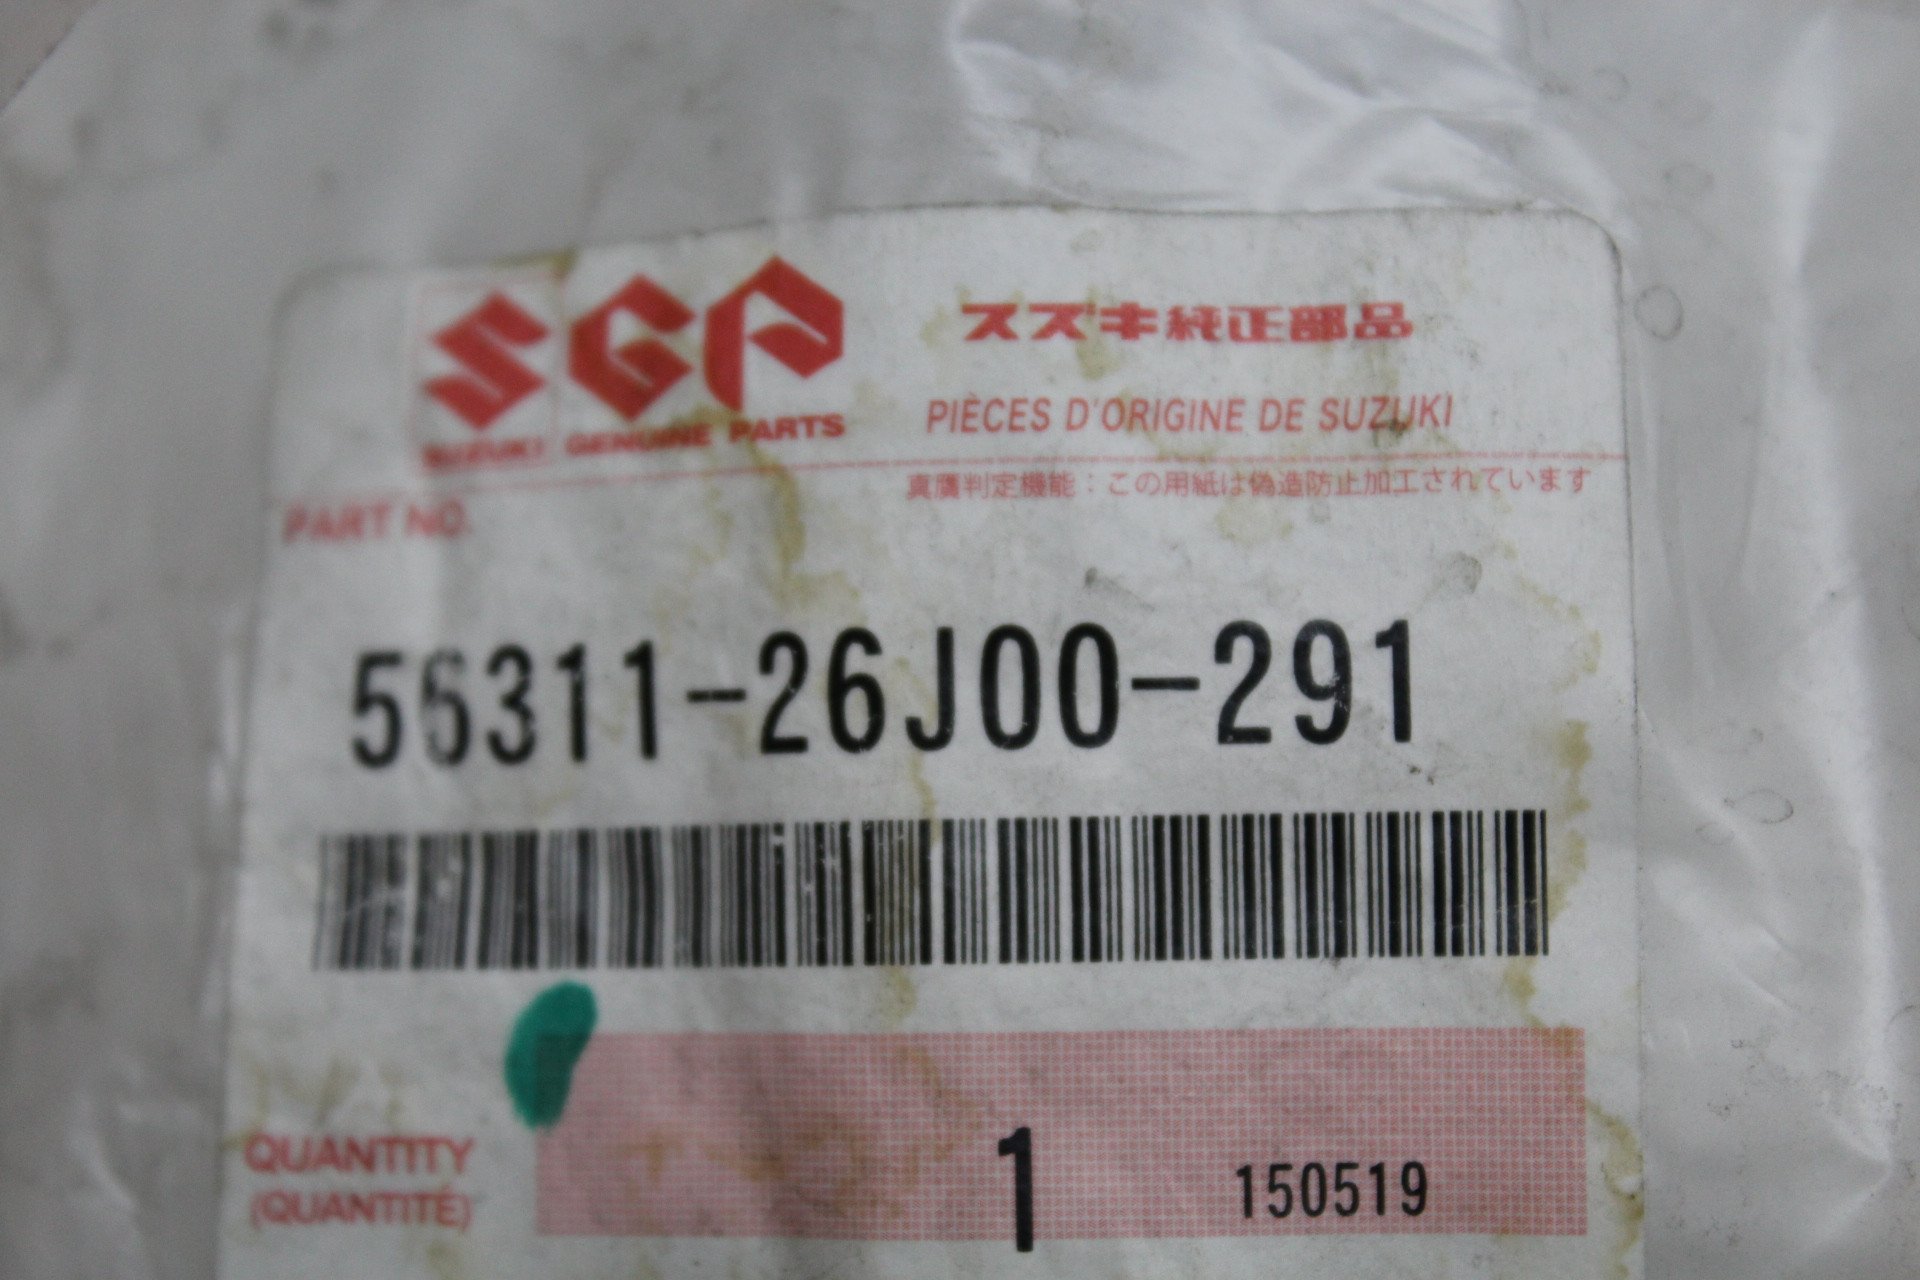 SGP
SUZUKI GENUINE PARTS
スズキ純正部品
PIÈCES D'ORIGINE DE SUZUKI
真贋判定機能：この用紙は偽造防止加工されています
PART NO.
56311-26J00-291
QUANTITY
(QUANTITÉ)
1
150519